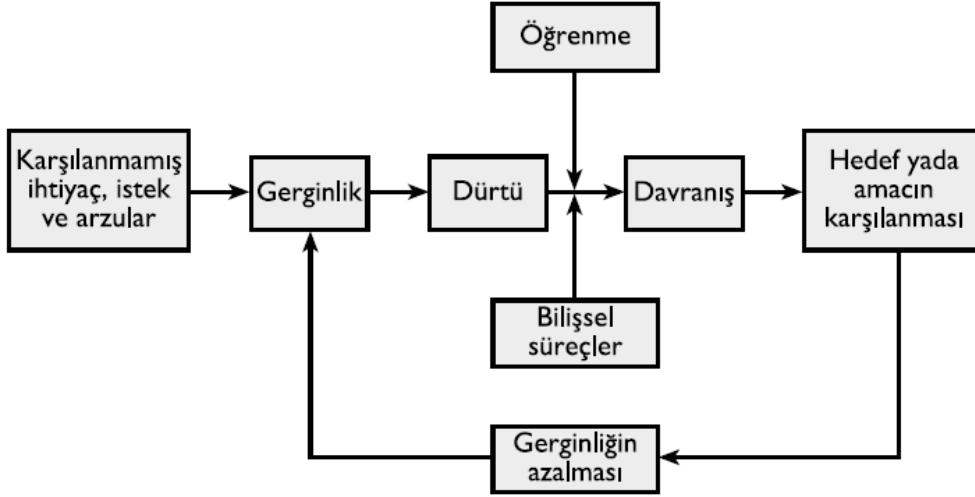 Öğrenme
Karşılanmamış
ihtiyaç, istek
ve arzular
Gerginlik
Dürtü
Davranış
Hedef yada
amacın
karşılanması
Bilişsel
süreçler
Gerginliğin
azalması